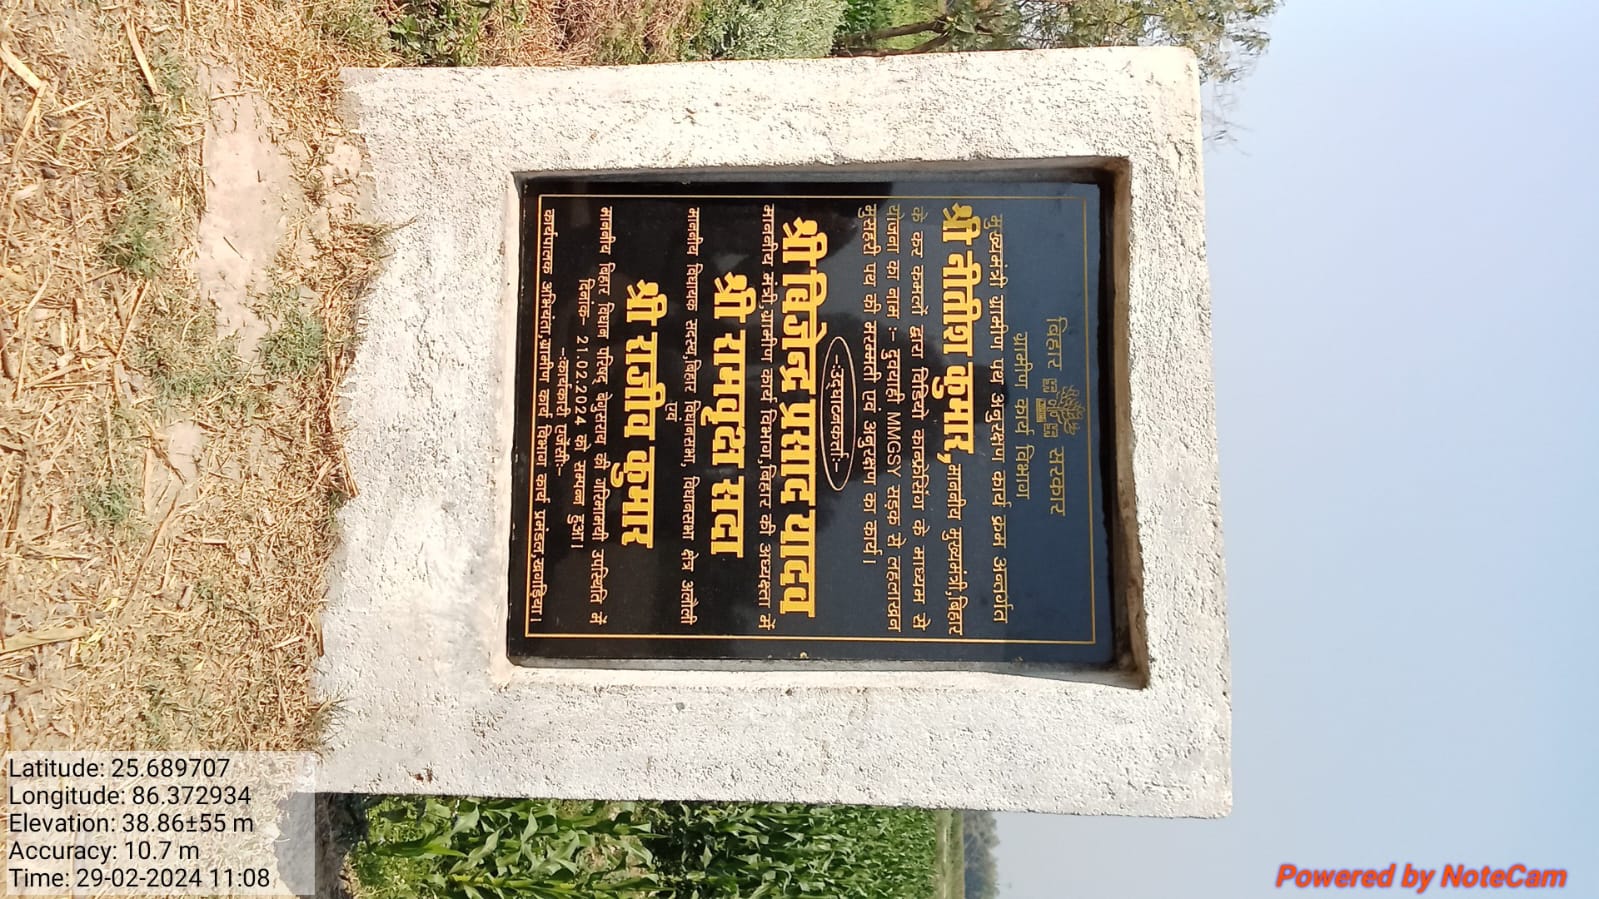 बिहार सरकार
ग्रामीण कार्य विभाग
मुख्यमंत्री ग्रामीण पथ अनुरक्षण कार्य क्रम अन्तर्गत
श्री नीतीश कुमार, माननीय मुख्यमंत्री, बिहार
के कर कमलों द्वारा विडियो कान्फ्रेसिंग के माध्यम से
योजना का नाम :- दुबघाही MMGSY सड़क से लहलाखन
मुसहरी पथ की मरम्मती एवं अनुरक्षण का कार्य।
-:उद्घाटनकर्ता:-
श्री विजेन्द्र प्रसाद यादव
माननीय मंत्री,ग्रामीण कार्य विभाग,बिहार की अध्यक्षता में
श्री रामवृक्ष सदा
माननीय विधायक सदस्य,बिहार विधानसभा, विधानसभा क्षेत्र अलौली
एवं
श्री राजीव कुमार
माननीय बिहार विधान परिषद् बेगुसराय की गरिमामयी उपस्थिति में
दिनांक- 21.02.2024 को सम्पन्न हुआ।
-:कार्यकारी एजेंसी:-
कार्यपालक अभियंता,ग्रामीण कार्य विभाग कार्य प्रमंडल,खगड़िया।
Latitude: 25.689707
Longitude: 86.372934
Elevation: 38.86±55 m
Accuracy: 10.7 m
Time: 29-02-2024 11:08
Powered by NoteCam